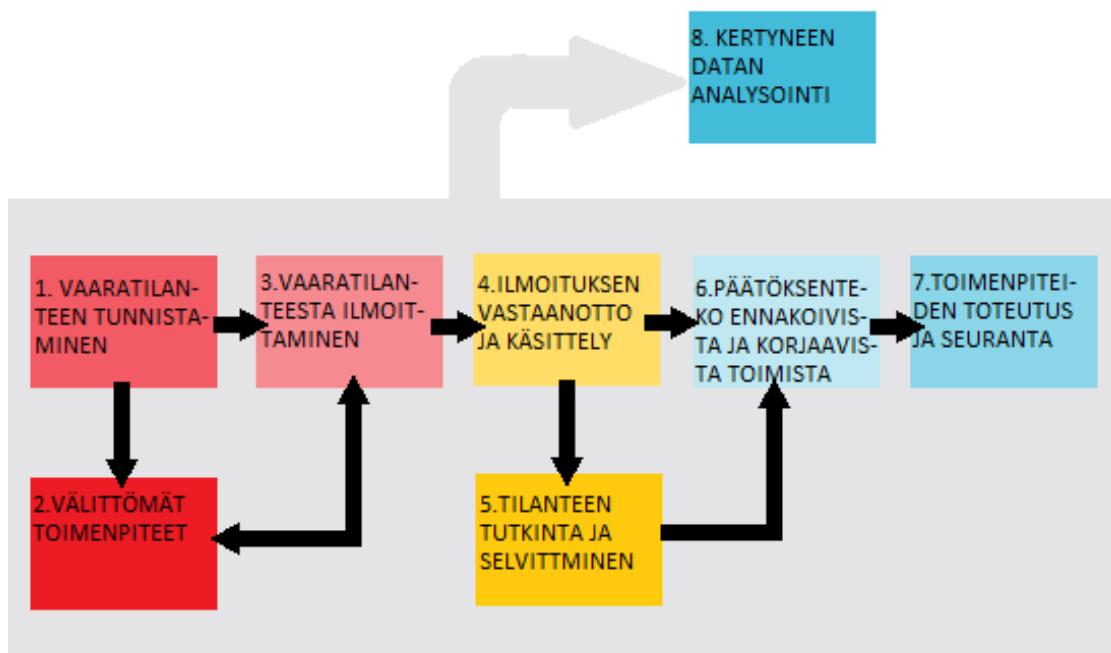 8. KERTYNEEN
DATAN
ANALYSOINTI
1. VAARATILAN-
TEEN TUNNISTA-
MINEN
3.VAARATILAN-
TEESTA ILMOIT-
TAMINEN
4.ILMOITUKSEN
VASTAANOTTO
JA KÄSITTELY
6.PÄÄTÖKSENTE-
KO ENNAKOIVIS-
TA JA KORJAAVIS-
TA TOIMISTA
7.TOIMENPITEI-
DEN TOTEUTUS
JA SEURANTA
2.VÄLITTÖMÄT
TOIMENPITEET
5.TILANTEEN
TUTKINTA JA
SELVITTMINEN